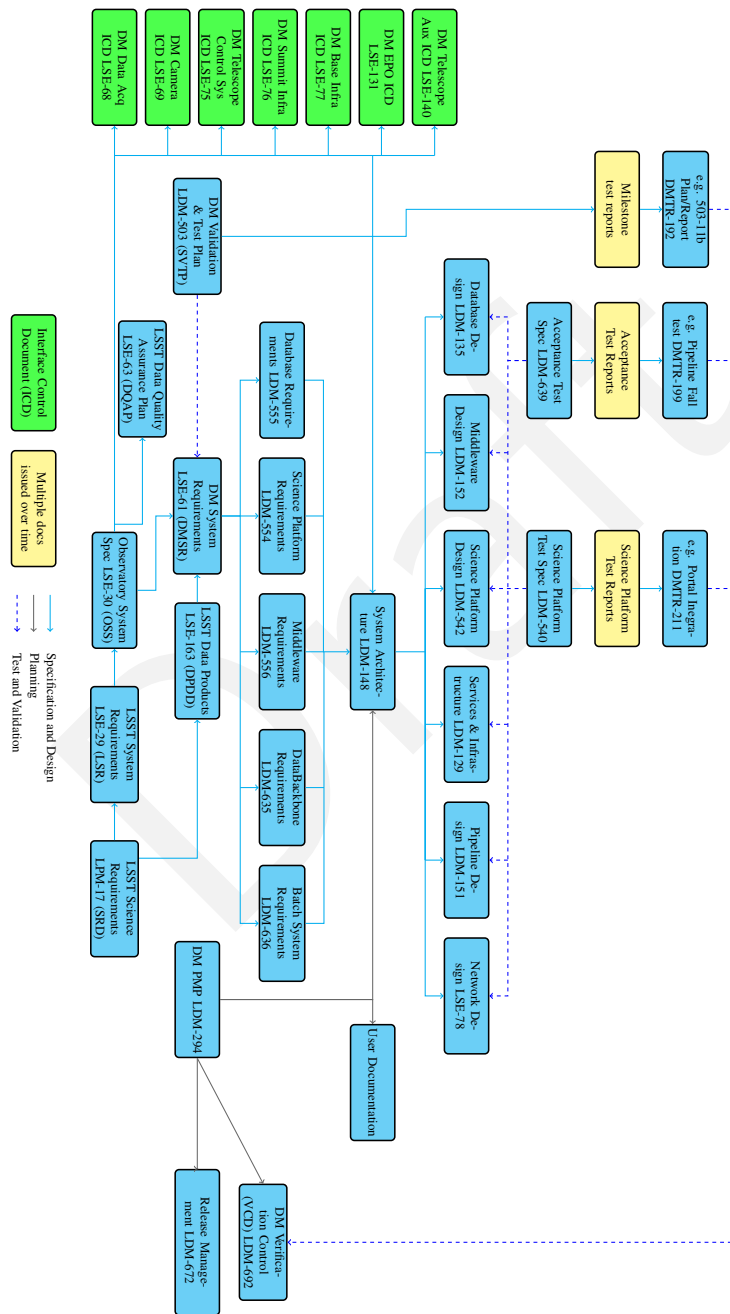 DM Telescope
Aux ICD LSE-140
DM EPO ICD
LSE-131
DM Base Infra
ICD LSE-77
DM Summit Infra
ICD LSE-76
DM Telescope
Control Sys
ICD LSE-75
DM Camera
ICD LSE-69
DM Data Acq
ICD LSE-68
e.g. 503-11b
Plan/Report
DMTR-192
Milestone
test reports
DM Validation
& Test Plan
LDM-503 (SVTP)
e.g. Pipeline Fall
test DMTR-199
Acceptance
Test Reports
Acceptance Test
Spec LDM-639
Database De-
sign LDM-135
Database Require-
ments LDM-555
LSST Data Quality
Assurance Plan
LSE-63 (DQAP)
Middleware
Design LDM-152
Science Platform
Requirements
LDM-554
DM System
Requirements
LSE-61 (DMSR)
e.g. Portal Inegra-
tion DMTR-211
Science Platform
Test Reports
Science Platform
Test Spec LDM-540
Science Platform
Design LDM-542
Observatory System
Spec LSE-30 (OSS)
System Architec-
ture LDM-148
Middleware
Requirements
LDM-556
LSST Data Products
LSE-163 (DPDD)
Services & Infras-
tructure LDM-129
DataBackbone
Requirements
LDM-635
LSST System
Requirements
LSE-29 (LSR)
Pipeline De-
sign LDM-151
Batch System
Requirements
LDM-636
LSST Science
Requirements
LPM-17 (SRD)
Network De-
sign LSE-78
DM PMP LDM-294
User Documentation
DM Verifica-
tion Control
(VCD) LDM-692
Release Manage-
ment LDM-672
Interface Control
Document (ICD)
Multiple docs
issued over time
Specification and Design
Planning
Test and Validation
Draft